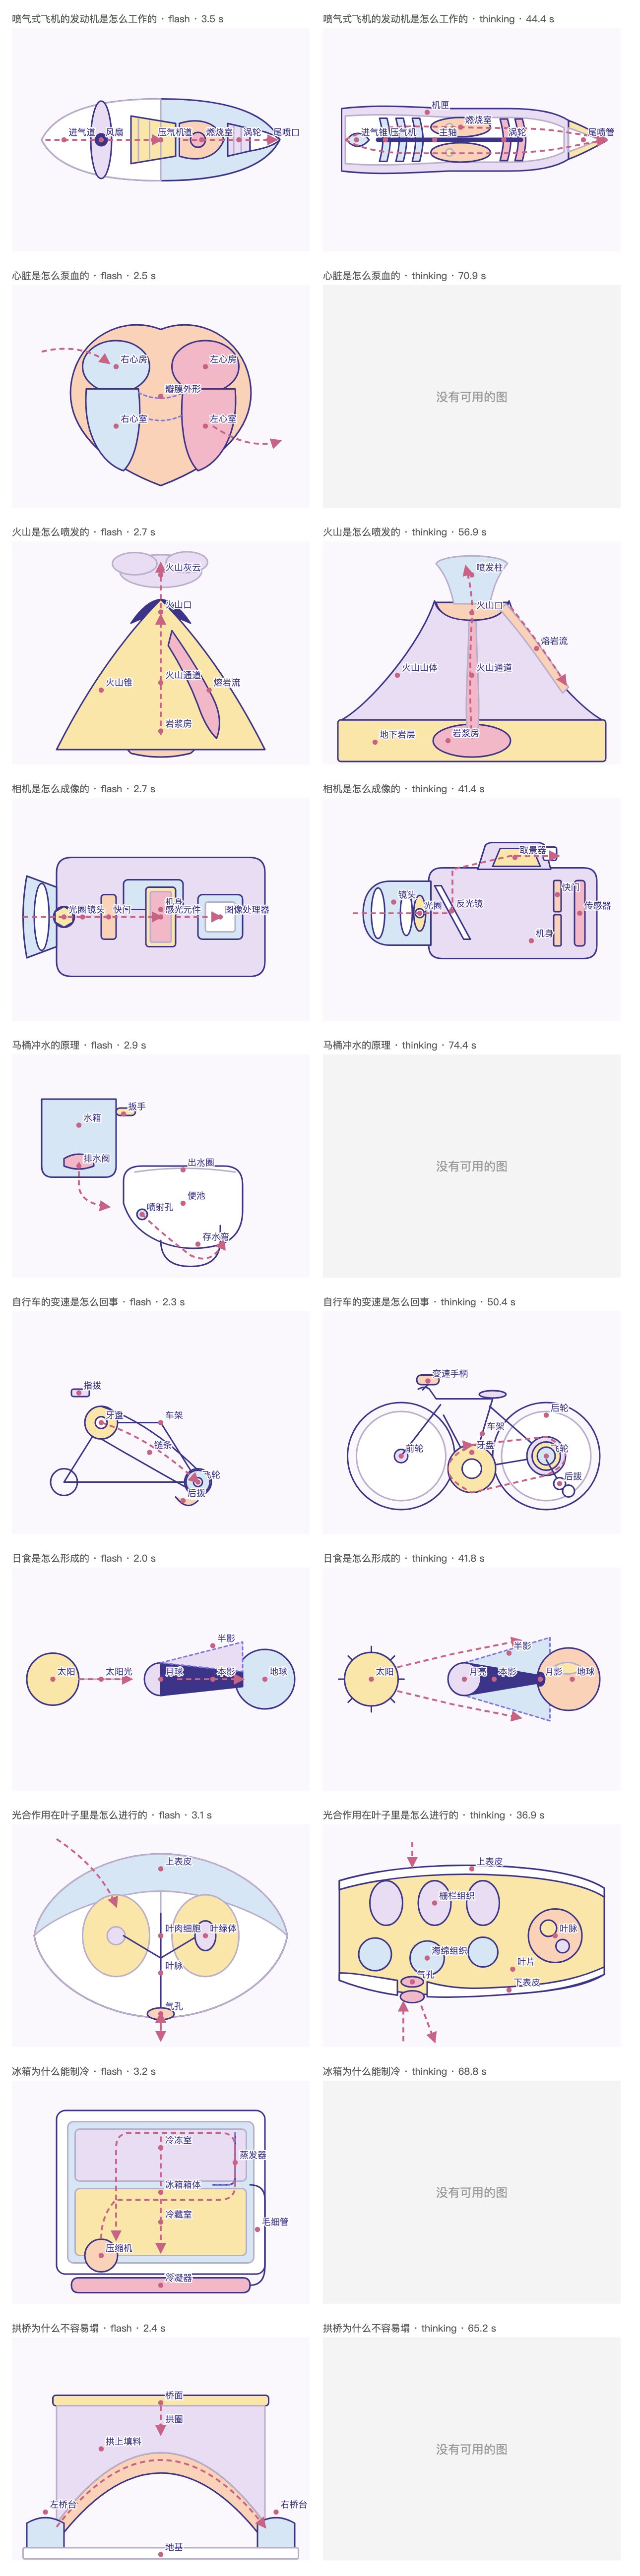 喷气式飞机的发动机是怎么工作的 · flash · 3.5 s
喷气式飞机的发动机是怎么工作的 · thinking · 44.4 s
进气道 风扇 压气机道 燃烧室 涡轮 尾喷口
机匣
燃烧室
进气锥 压气机 主轴 涡轮 尾喷管
心脏是怎么泵血的 · flash · 2.5 s
心脏是怎么泵血的 · thinking · 70.9 s
右心房 左心房
瓣膜外形
右心室 左心室
没有可用的图
火山是怎么喷发的 · flash · 2.7 s
火山是怎么喷发的 · thinking · 56.9 s
火山灰云
火山口
火山通道
火山锥 熔岩流
岩浆房
喷发柱
火山口
熔岩流
火山山体 火山通道
地下岩层 岩浆房
相机是怎么成像的 · flash · 2.7 s
相机是怎么成像的 · thinking · 41.4 s
机身
光圈 镜头 快门 感光元件 图像处理器
取景器
镜头 快门
光圈 反光镜 传感器
机身
马桶冲水的原理 · flash · 2.9 s
马桶冲水的原理 · thinking · 74.4 s
扳手
水箱
排水阀 出水圈
便池
喷射孔
存水弯
没有可用的图
自行车的变速是怎么回事 · flash · 2.3 s
自行车的变速是怎么回事 · thinking · 50.4 s
指拨
牙盘 车架
链条
飞轮
后拨
变速手柄
后轮
车架
前轮 牙盘 飞轮
后拨
日食是怎么形成的 · flash · 2.0 s
日食是怎么形成的 · thinking · 41.8 s
半影
太阳 太阳光 月球 本影 地球
半影
太阳 月亮 本影 月影 地球
光合作用在叶子里是怎么进行的 · flash · 3.1 s
光合作用在叶子里是怎么进行的 · thinking · 36.9 s
上表皮
叶肉细胞 叶绿体
叶脉
气孔
上表皮
栅栏组织
叶脉
海绵组织
叶片
气孔
下表皮
冰箱为什么能制冷 · flash · 3.2 s
冰箱为什么能制冷 · thinking · 68.8 s
冷冻室
蒸发器
冰箱箱体
冷藏室
毛细管
压缩机
冷凝器
没有可用的图
拱桥为什么不容易塌 · flash · 2.4 s
拱桥为什么不容易塌 · thinking · 65.2 s
桥面
拱圈
拱上填料
左桥台 右桥台
地基
没有可用的图